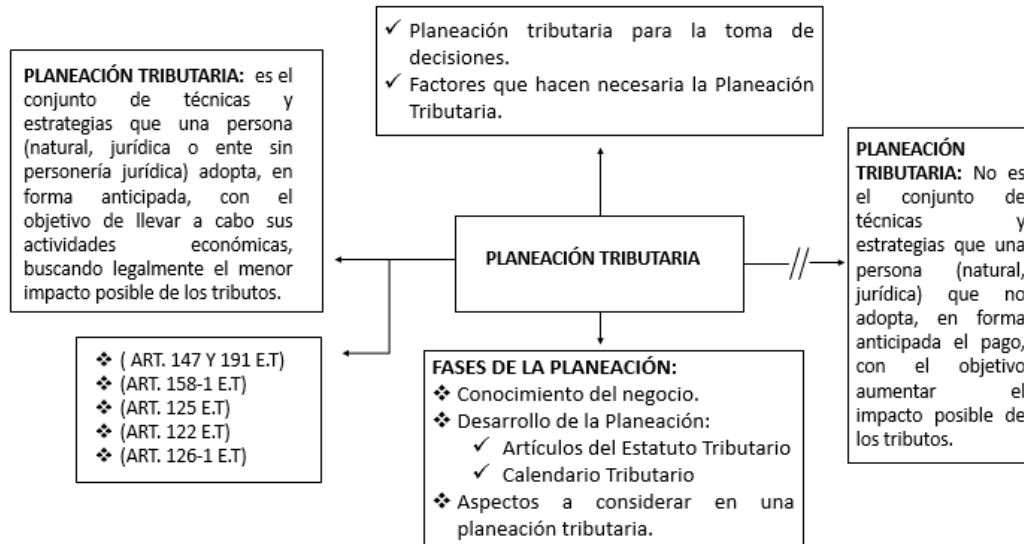 ✓ Planeación tributaria para la toma de
decisiones.
✓ Factores que hacen necesaria la Planeación
Tributaria.
PLANEACIÓN TRIBUTARIA: es el
conjunto de técnicas y
estrategias que una persona
(natural, jurídica o ente sin
personería jurídica) adopta, en
forma anticipada, con el
objetivo de llevar a cabo sus
actividades económicas,
buscando legalmente el menor
impacto posible de los tributos.
PLANEACIÓN TRIBUTARIA
PLANEACIÓN
TRIBUTARIA: No es
el conjunto de
técnicas y
estrategias que una
persona (natural,
jurídica) que no
adopta, en forma
anticipada el pago,
con el objetivo
aumentar el
impacto posible de
los tributos.
❖ ( ART. 147 Y 191 E.T)
❖ (ART. 158-1 E.T)
❖ (ART. 125 E.T)
❖ (ART. 122 E.T)
❖ (ART. 126-1 E.T)
FASES DE LA PLANEACIÓN:
❖ Conocimiento del negocio.
❖ Desarrollo de la Planeación:
✓ Artículos del Estatuto Tributario
✓ Calendario Tributario
❖ Aspectos a considerar en una
planeación tributaria.